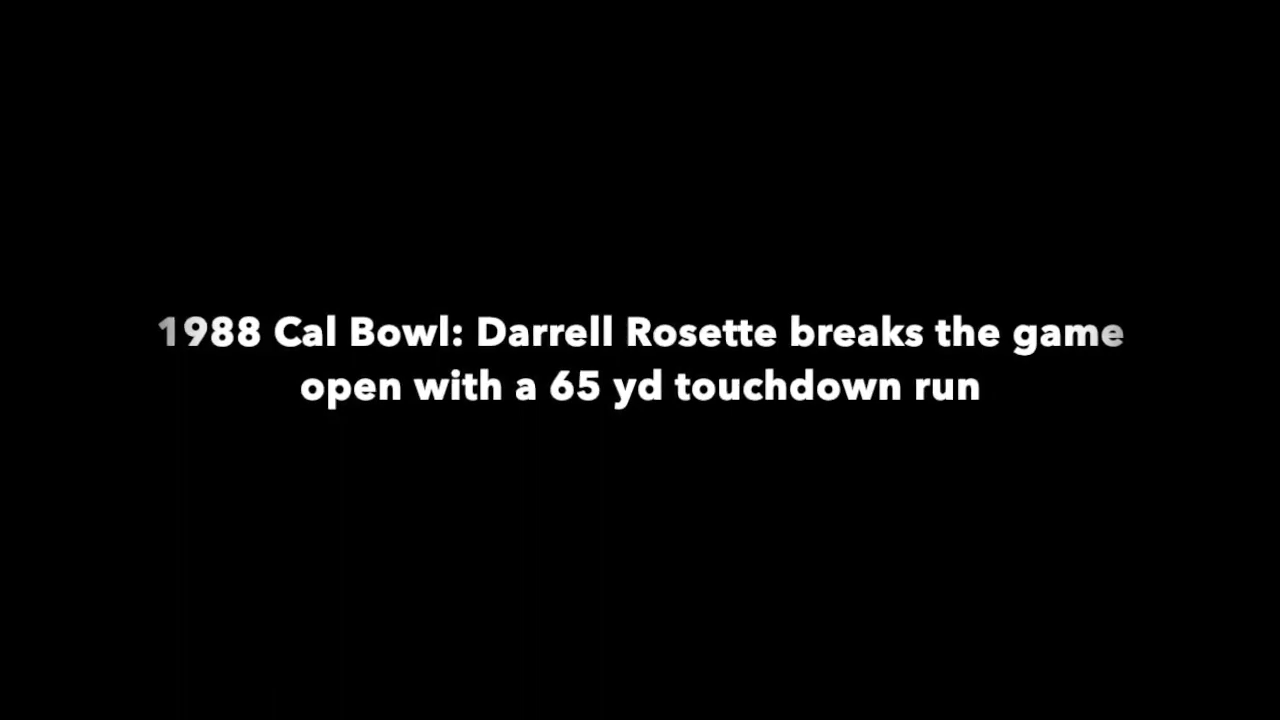 1988 Cal Bowl: Darrell Rosette breaks the game
open with a 65 yd touchdown run